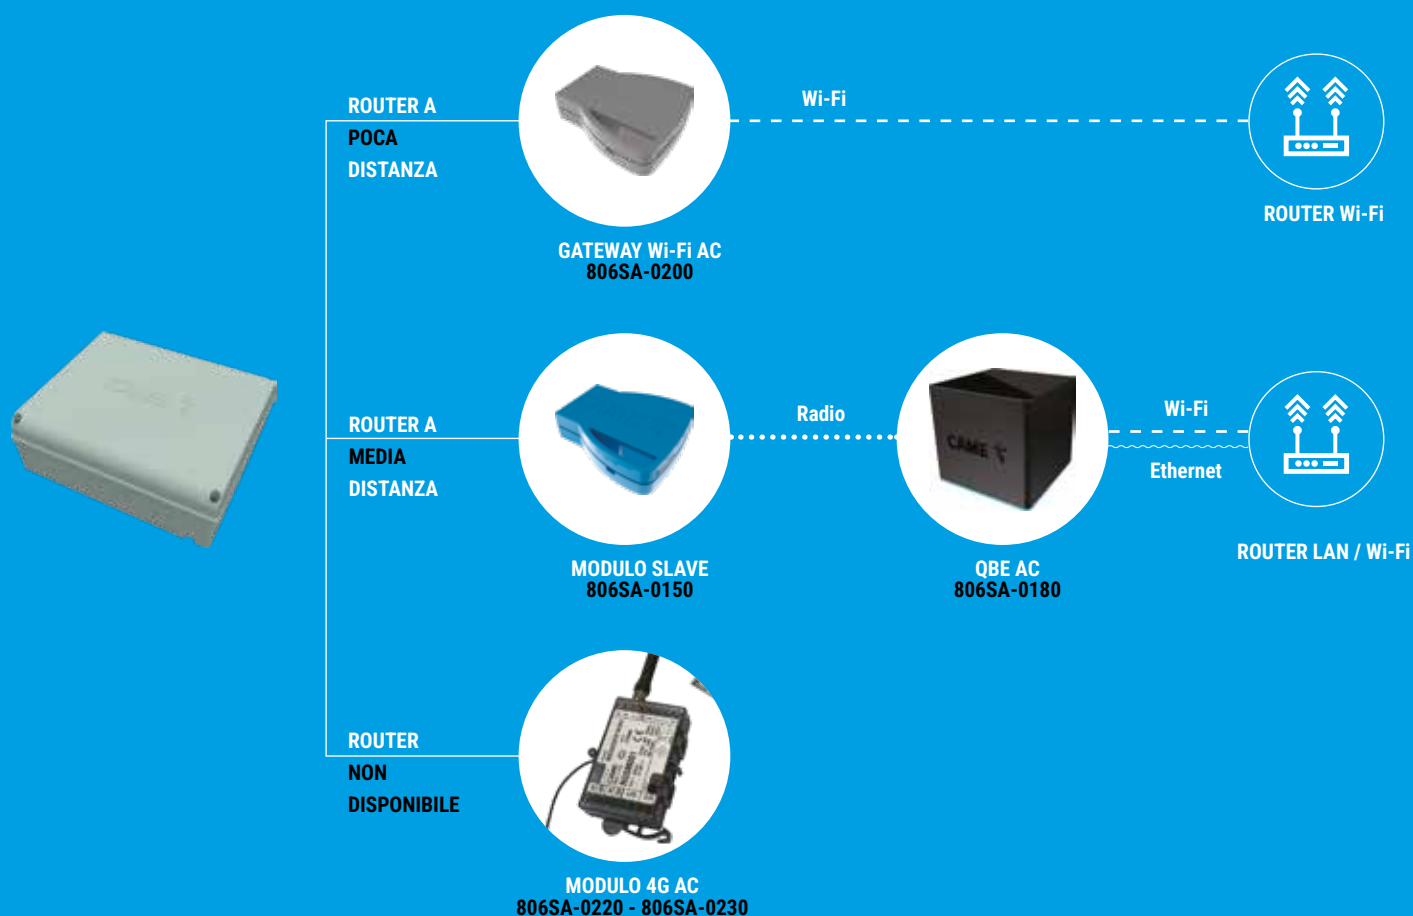 ROUTER A
POCA
DISTANZA
GATEWAY Wi-Fi AC
806SA-0200
Wi-Fi
ROUTER Wi-Fi
ROUTER A
MEDIA
DISTANZA
MODULO SLAVE
806SA-0150
Radio
CAME
QBE AC
806SA-0180
Wi-Fi
Ethernet
ROUTER LAN / Wi-Fi
ROUTER
NON
DISPONIBILE
MODULO 4G AC
806SA-0220 - 806SA-0230